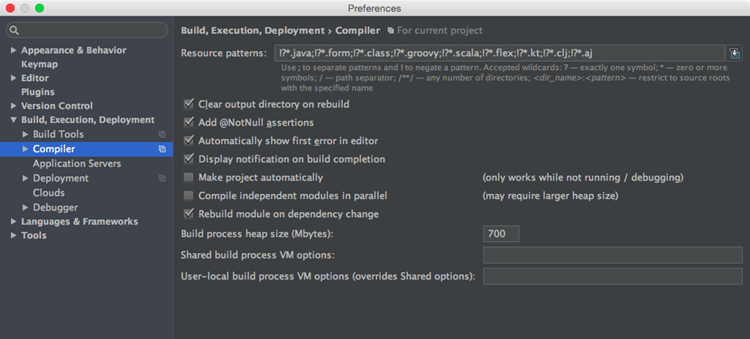 Preferences
Appearance & Behavior
Keymap
Editor
Plugins
Version Control
Build, Execution, Deployment
Build Tools
Compiler
Application Servers
Deployment
Clouds
Debugger
Languages & Frameworks
Tools
Build, Execution, Deployment › Compiler For current project
Resource patterns: !?*.java;!?*.form;!?*.class;!?*.groovy;!?*.scala;!?*.flex;!?*.kt;!?*.clj;!?*.aj
Use ; to separate patterns and ! to negate a pattern. Accepted wildcards: ? — exactly one symbol; * — zero or more
symbols; / — path separator; /**/ — any number of directories; <dir_name>:<pattern> — restrict to source roots
with the specified name
Clear output directory on rebuild
Add @NotNull assertions
Automatically show first error in editor
Display notification on build completion
Make project automatically (only works while not running / debugging)
Compile independent modules in parallel (may require larger heap size)
Rebuild module on dependency change
Build process heap size (Mbytes): 700
Shared build process VM options:
User-local build process VM options (overrides Shared options):